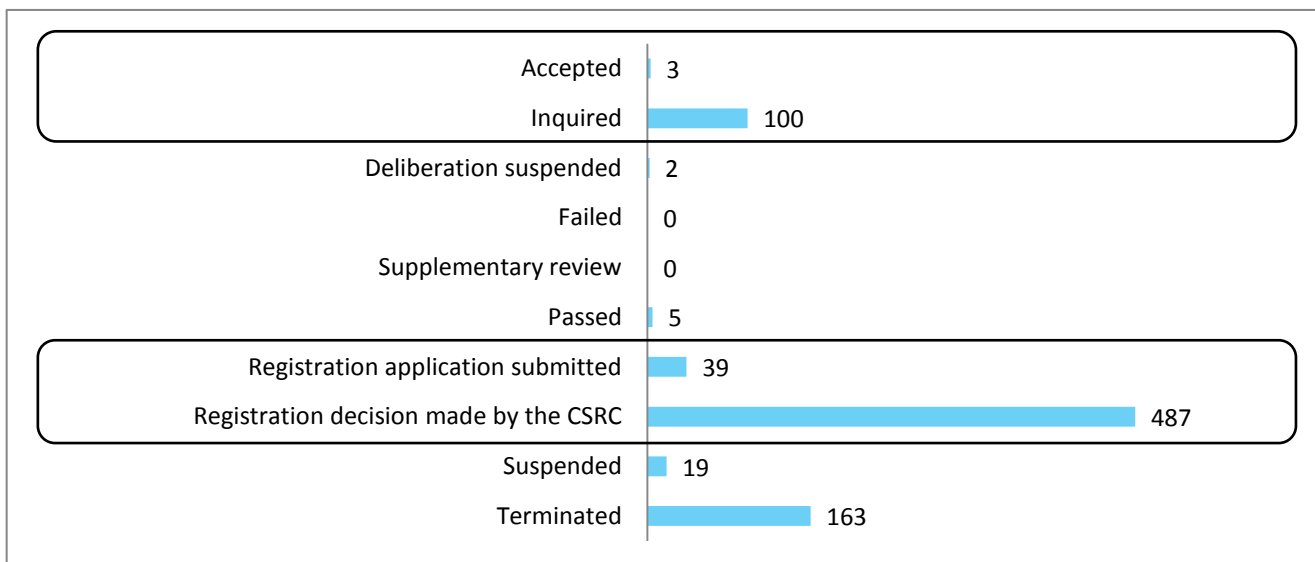 Accepted 3
Inquired 100
Deliberation suspended 2
Failed 0
Supplementary review 0
Passed 5
Registration application submitted 39
Registration decision made by the CSRC 487
Suspended 19
Terminated 163